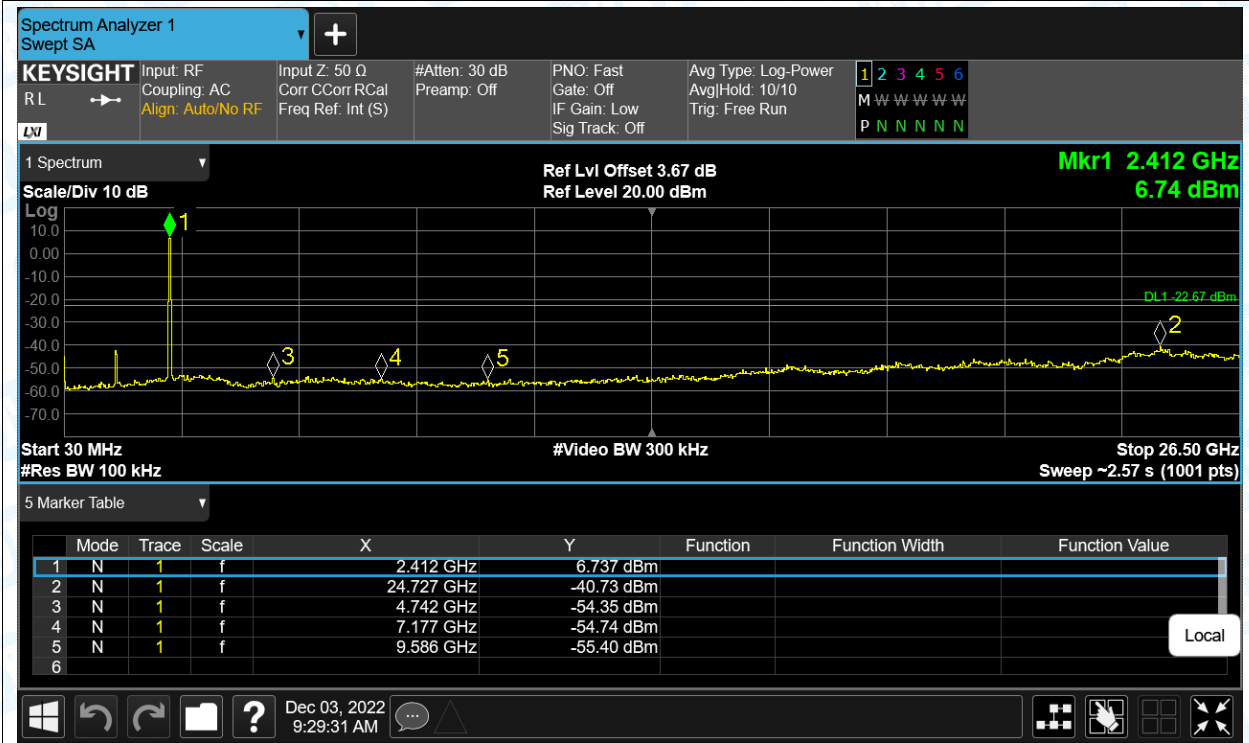 Spectrum Analyzer 1
Swept SA
KEYSIGHT
R L
LXI
Input: RF
Coupling: AC
Align: Auto/No RF
Input Z: 50 Ω
Corr CCorr RCal
Freq Ref: Int (S)
#Atten: 30 dB
Preamp: Off
PNO: Fast
Gate: Off
IF Gain: Low
Sig Track: Off
Avg Type: Log-Power
Avg|Hold: 10/10
Trig: Free Run
1 2 3 4 5 6
M W W W W W
P N N N N N
1 Spectrum
Scale/Div 10 dB
Ref Lvl Offset 3.67 dB
Ref Level 20.00 dBm
Mkr1 2.412 GHz
6.74 dBm
Log
10.0
0.00
-10.0
-20.0
-30.0
-40.0
-50.0
-60.0
-70.0
1
DL1 -22.67 dBm
2
3
4
5
Start 30 MHz
#Video BW 300 kHz
Stop 26.50 GHz
#Res BW 100 kHz
Sweep ~2.57 s (1001 pts)
5 Marker Table
Mode Trace Scale X Y Function Function Width Function Value
1 N 1 f 2.412 GHz 6.737 dBm
2 N 1 f 24.727 GHz -40.73 dBm
3 N 1 f 4.742 GHz -54.35 dBm
4 N 1 f 7.177 GHz -54.74 dBm
5 N 1 f 9.586 GHz -55.40 dBm
6
Local
?
Dec 03, 2022
9:29:31 AM